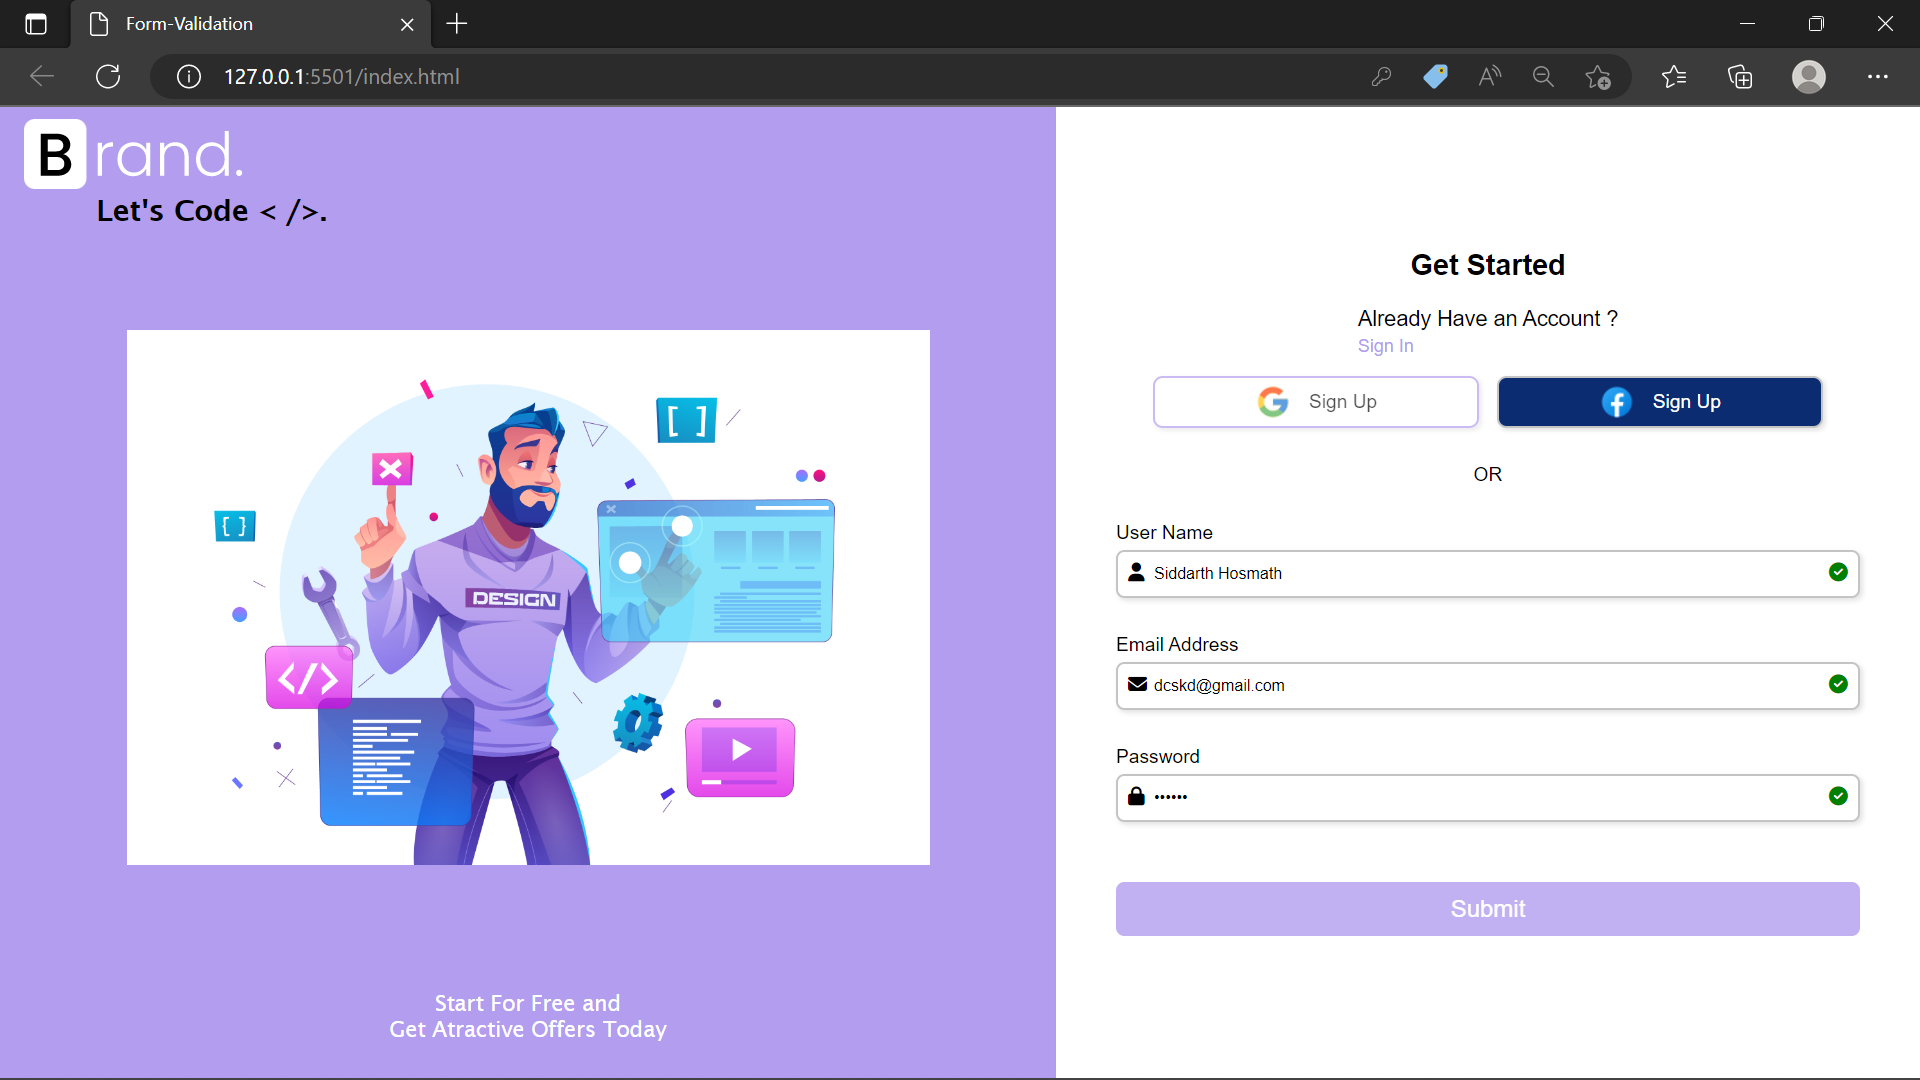 Form-Validation
127.0.0.1:5501/index.html
Brand.
Let's Code < />.
[ ]
{ }
DESIGN
</>
Start For Free and
Get Atractive Offers Today
Get Started
Already Have an Account ?
Sign In
Sign Up
Sign Up
OR
User Name
Siddarth Hosmath
Email Address
dcskd@gmail.com
Password
••••••
Submit